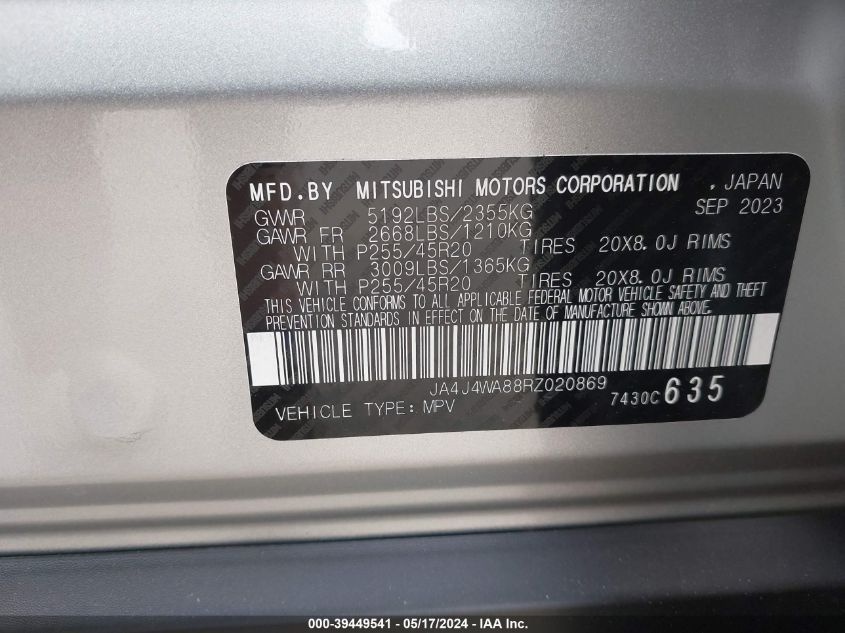 MFD.BY MITSUBISHI MOTORS CORPORATION , JAPAN
SEP 2023
GVWR 5192LBS/2355KG
GAWR FR 2668LBS/1210KG
WITH P255/45R20 TIRES 20X8.0J RIMS
GAWR RR 3009LBS/1365KG
WITH P255/45R20 TIRES 20X8.0J RIMS
THIS VEHICLE CONFORMS TO ALL APPLICABLE FEDERAL MOTOR VEHICLE SAFETY AND THEFT
PREVENTION STANDARDS IN EFFECT ON THE DATE OF MANUFACTURE SHOWN ABOVE.
JA4J4WA88RZ020869
VEHICLE TYPE: MPV 7430C 635
000-39449541 - 05/17/2024 - IAA Inc.